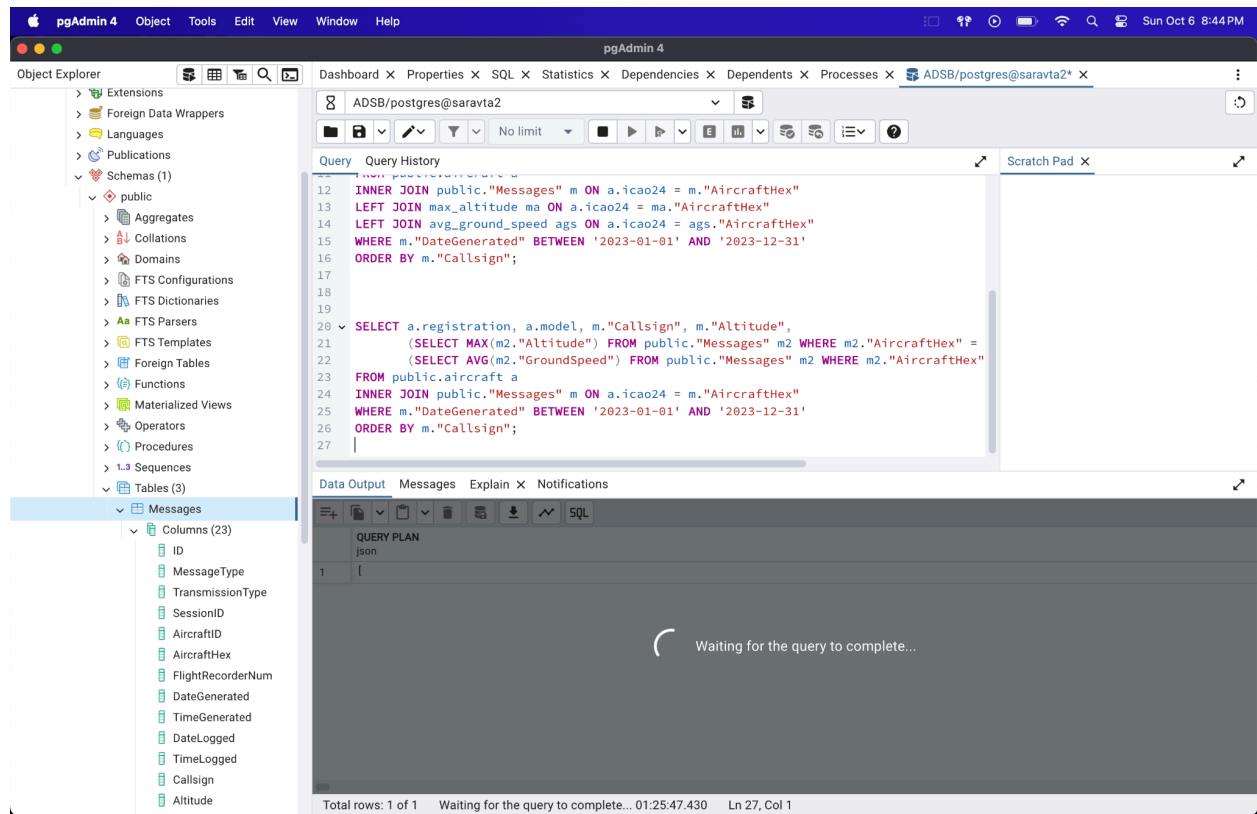 pgAdmin 4 Object Tools Edit View Window Help Sun Oct 6 8:44 PM
pgAdmin 4
Object Explorer
Dashboard Properties SQL Statistics Dependencies Dependents Processes ADSB/postgres@saravta2*
Extensions
Foreign Data Wrappers
Languages
Publications
Schemas (1)
public
Aggregates
Collations
Domains
FTS Configurations
FTS Dictionaries
FTS Parsers
FTS Templates
Foreign Tables
Functions
Materialized Views
Operators
Procedures
1..3 Sequences
Tables (3)
Messages
Columns (23)
ID
MessageType
TransmissionType
SessionID
AircraftID
AircraftHex
FlightRecorderNum
DateGenerated
TimeGenerated
DateLogged
TimeLogged
Callsign
Altitude
ADSB/postgres@saravta2
No limit
Query Query History
Scratch Pad
12 INNER JOIN public."Messages" m ON a.icao24 = m."AircraftHex"
13 LEFT JOIN max_altitude ma ON a.icao24 = ma."AircraftHex"
14 LEFT JOIN avg_ground_speed ags ON a.icao24 = ags."AircraftHex"
15 WHERE m."DateGenerated" BETWEEN '2023-01-01' AND '2023-12-31'
16 ORDER BY m."Callsign";
17
18
19
20 SELECT a.registration, a.model, m."Callsign", m."Altitude",
21 (SELECT MAX(m2."Altitude") FROM public."Messages" m2 WHERE m2."AircraftHex" =
22 (SELECT AVG(m2."GroundSpeed") FROM public."Messages" m2 WHERE m2."AircraftHex"
23 FROM public.aircraft a
24 INNER JOIN public."Messages" m ON a.icao24 = m."AircraftHex"
25 WHERE m."DateGenerated" BETWEEN '2023-01-01' AND '2023-12-31'
26 ORDER BY m."Callsign";
27
Data Output Messages Explain Notifications
SQL
QUERY PLAN
json
1 [
Waiting for the query to complete...
Total rows: 1 of 1 Waiting for the query to complete... 01:25:47.430 Ln 27, Col 1